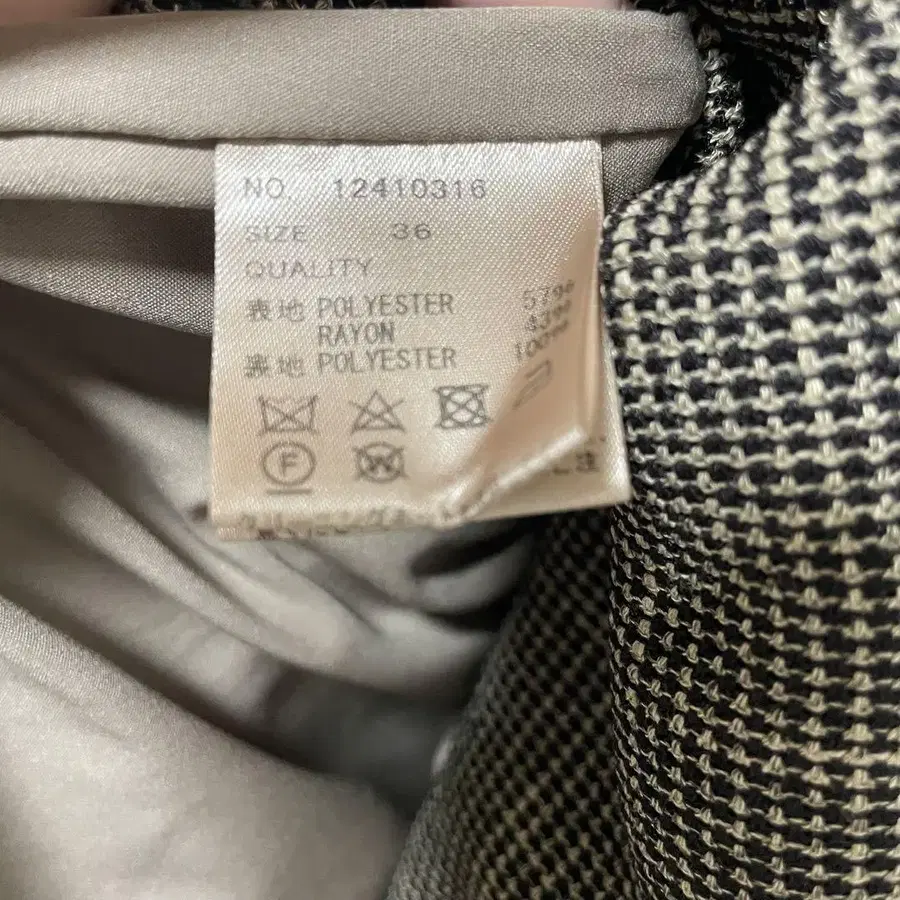 NO. 12410316
SIZE 36
QUALITY
表地 POLYESTER 57%
RAYON 43%
裏地 POLYESTER 100%
F
W